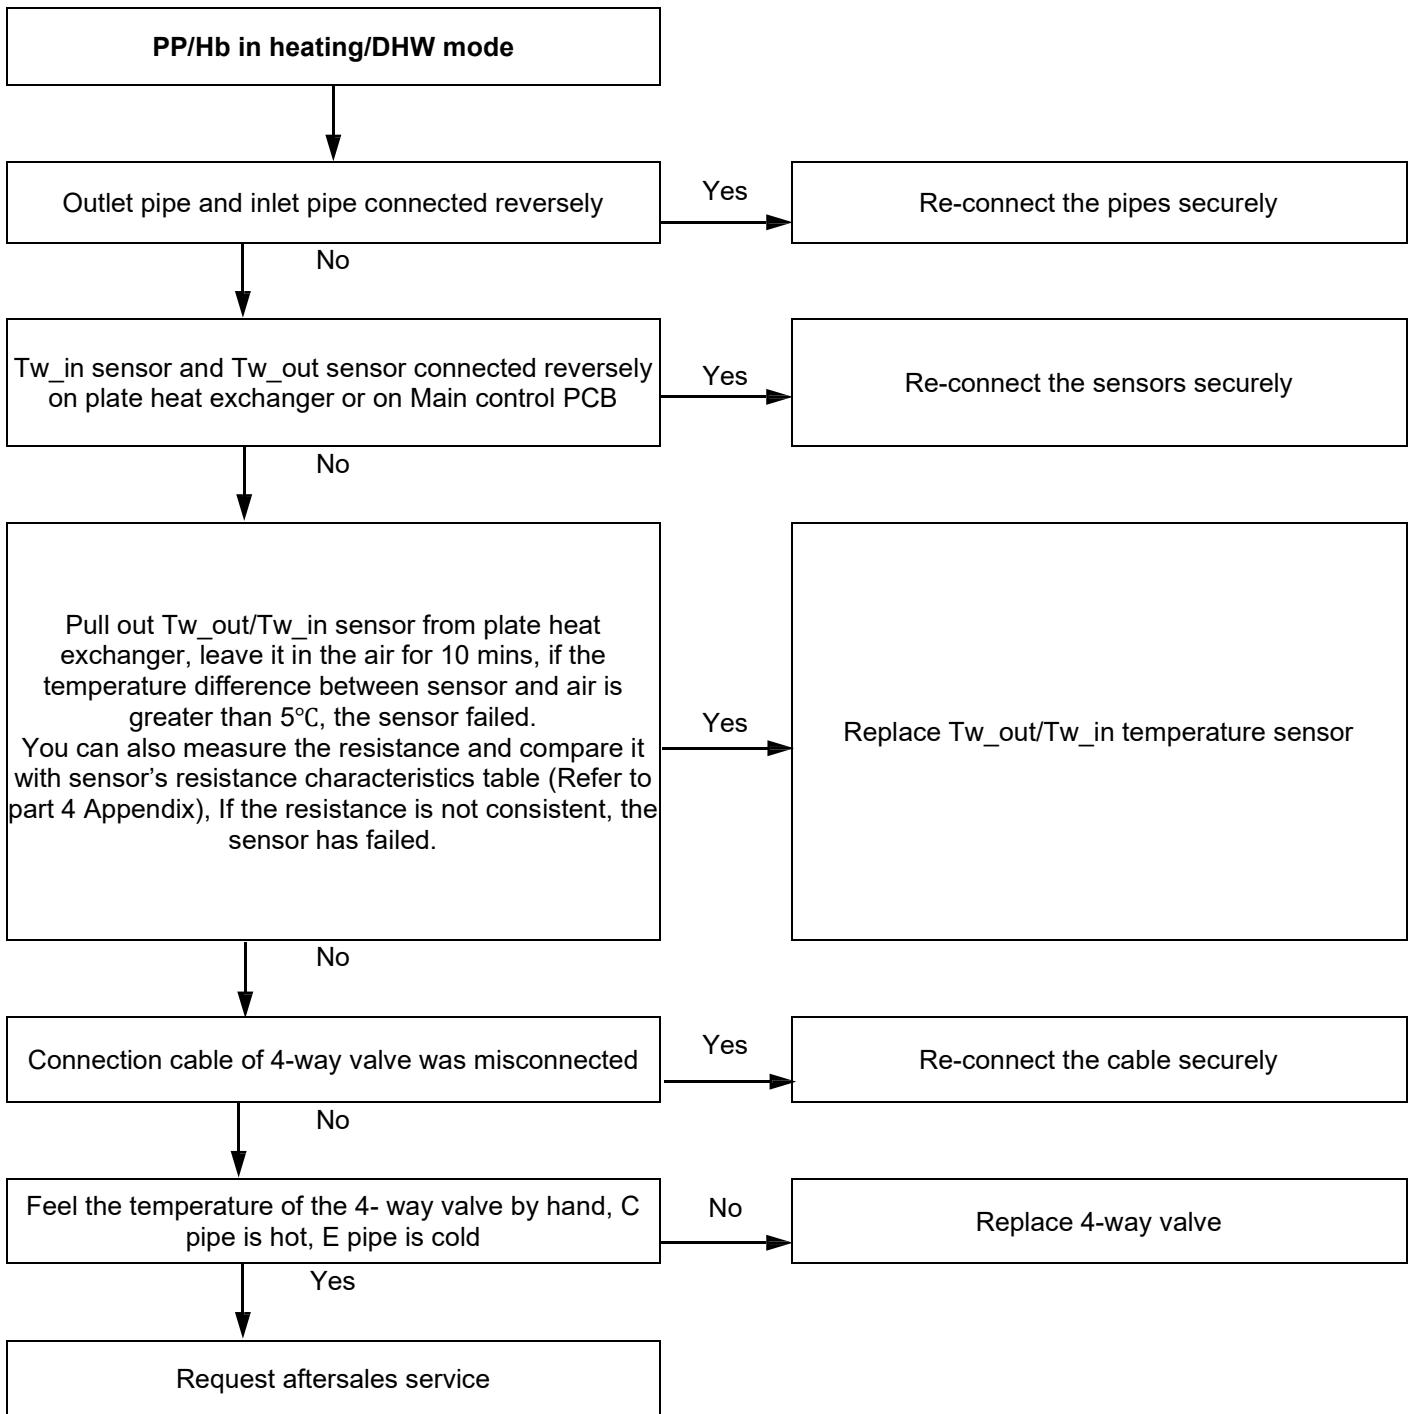 PP/Hb in heating/DHW mode
Outlet pipe and inlet pipe connected reversely
Yes
Re-connect the pipes securely
No
Tw_in sensor and Tw_out sensor connected reversely
on plate heat exchanger or on Main control PCB
Yes
Re-connect the sensors securely
No
Pull out Tw_out/Tw_in sensor from plate heat
exchanger, leave it in the air for 10 mins, if the
temperature difference between sensor and air is
greater than 5℃, the sensor failed.
You can also measure the resistance and compare it
with sensor’s resistance characteristics table (Refer to
part 4 Appendix), If the resistance is not consistent, the
sensor has failed.
Yes
Replace Tw_out/Tw_in temperature sensor
No
Connection cable of 4-way valve was misconnected
Yes
Re-connect the cable securely
No
Feel the temperature of the 4- way valve by hand, C
pipe is hot, E pipe is cold
No
Replace 4-way valve
Yes
Request aftersales service